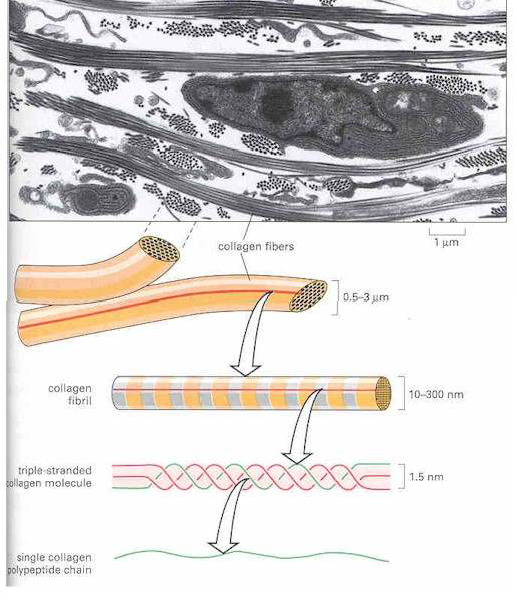 1 µm
collagen fibers
0.5–3 µm
collagen
fibril
10–300 nm
triple-stranded
collagen molecule
1.5 nm
single collagen
polypeptide chain